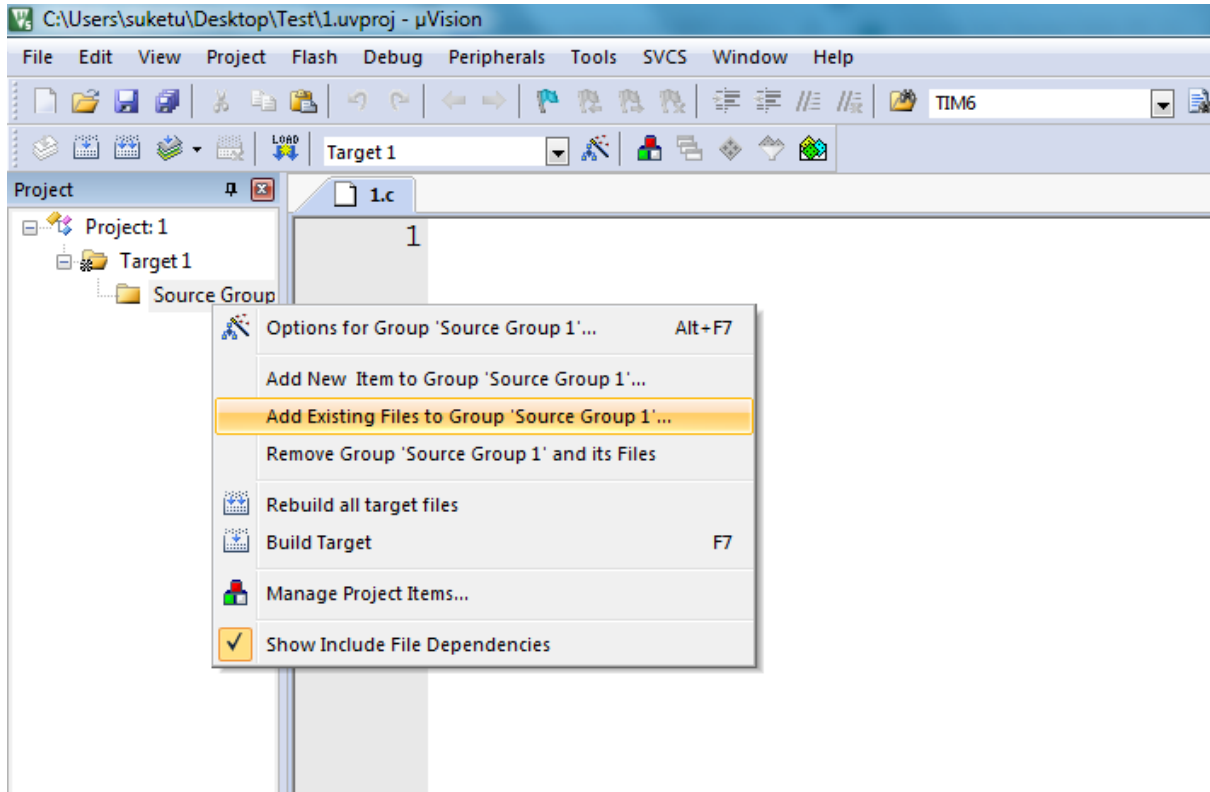 C:\Users\suketu\Desktop\Test\1.uvproj - µVision
File Edit View Project Flash Debug Peripherals Tools SVCS Window Help
TIM6
LOAD Target 1
Project
1.c
Project: 1
1
Target 1
Source Group
Options for Group 'Source Group 1'... Alt+F7
Add New Item to Group 'Source Group 1'...
Add Existing Files to Group 'Source Group 1'...
Remove Group 'Source Group 1' and its Files
Rebuild all target files
Build Target F7
Manage Project Items...
Show Include File Dependencies